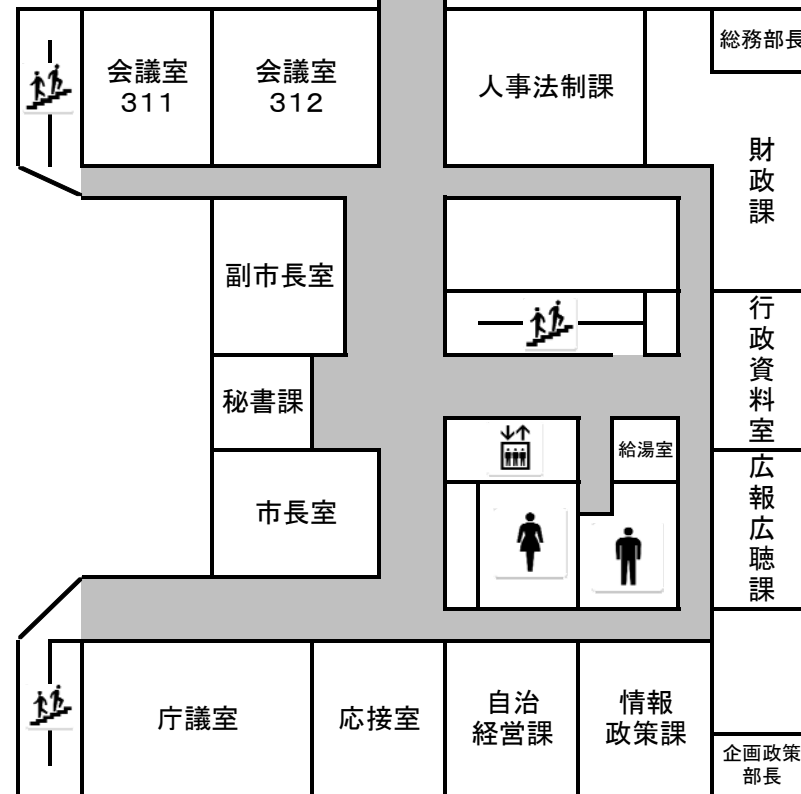 会議室
311
会議室
312
人事法制課
総務部長
財政課
副市長室
行政資料室
秘書課
給湯室
広報広聴課
市長室
庁議室
応接室
自治
経営課
情報
政策課
企画政策
部長